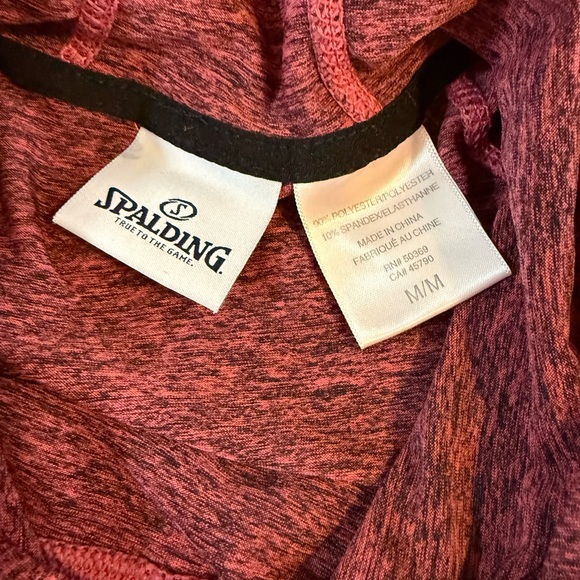 S
SPALDING
TRUE TO THE GAME.
90% POLYESTER/POLYESTER
10% SPANDEX/ELASTHANNE
MADE IN CHINA
FABRIQUÉ AU CHINE
RN# 50369
CA# 45790
M/M